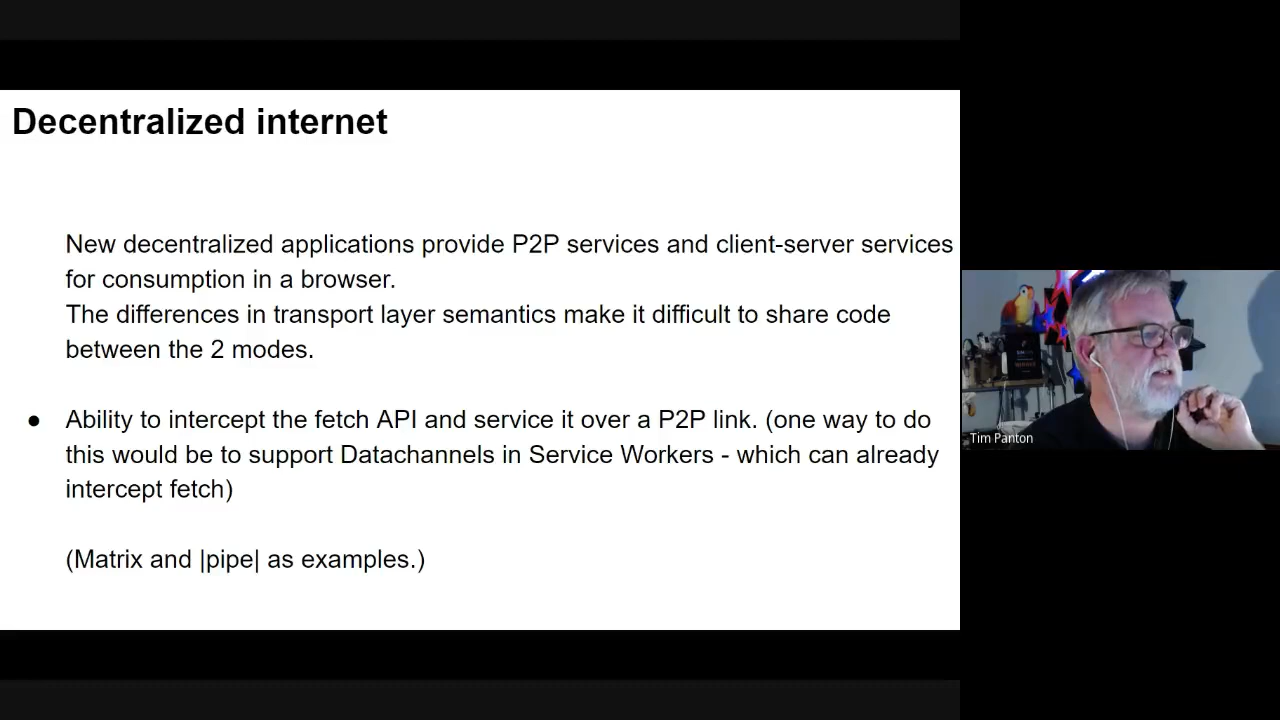 Decentralized internet
New decentralized applications provide P2P services and client-server services
for consumption in a browser.
The differences in transport layer semantics make it difficult to share code
between the 2 modes.
● Ability to intercept the fetch API and service it over a P2P link. (one way to do
this would be to support Datachannels in Service Workers - which can already
intercept fetch)
(Matrix and |pipe| as examples.)
Tim Panton